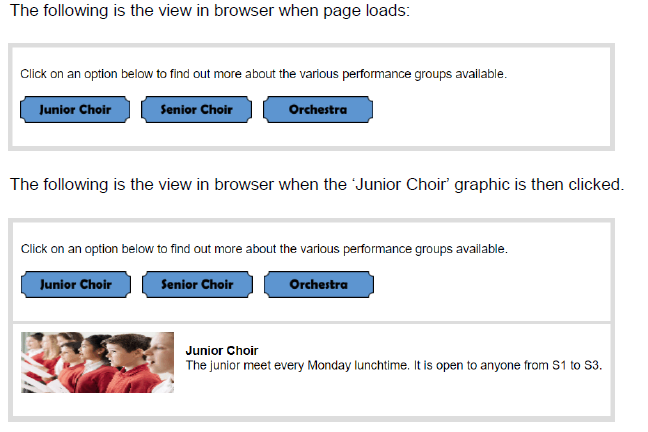 The following is the view in browser when page loads:
Click on an option below to find out more about the various performance groups available.
Junior Choir Senior Choir Orchestra
The following is the view in browser when the ‘Junior Choir’ graphic is then clicked.
Click on an option below to find out more about the various performance groups available.
Junior Choir Senior Choir Orchestra
Junior Choir
The junior meet every Monday lunchtime. It is open to anyone from S1 to S3.